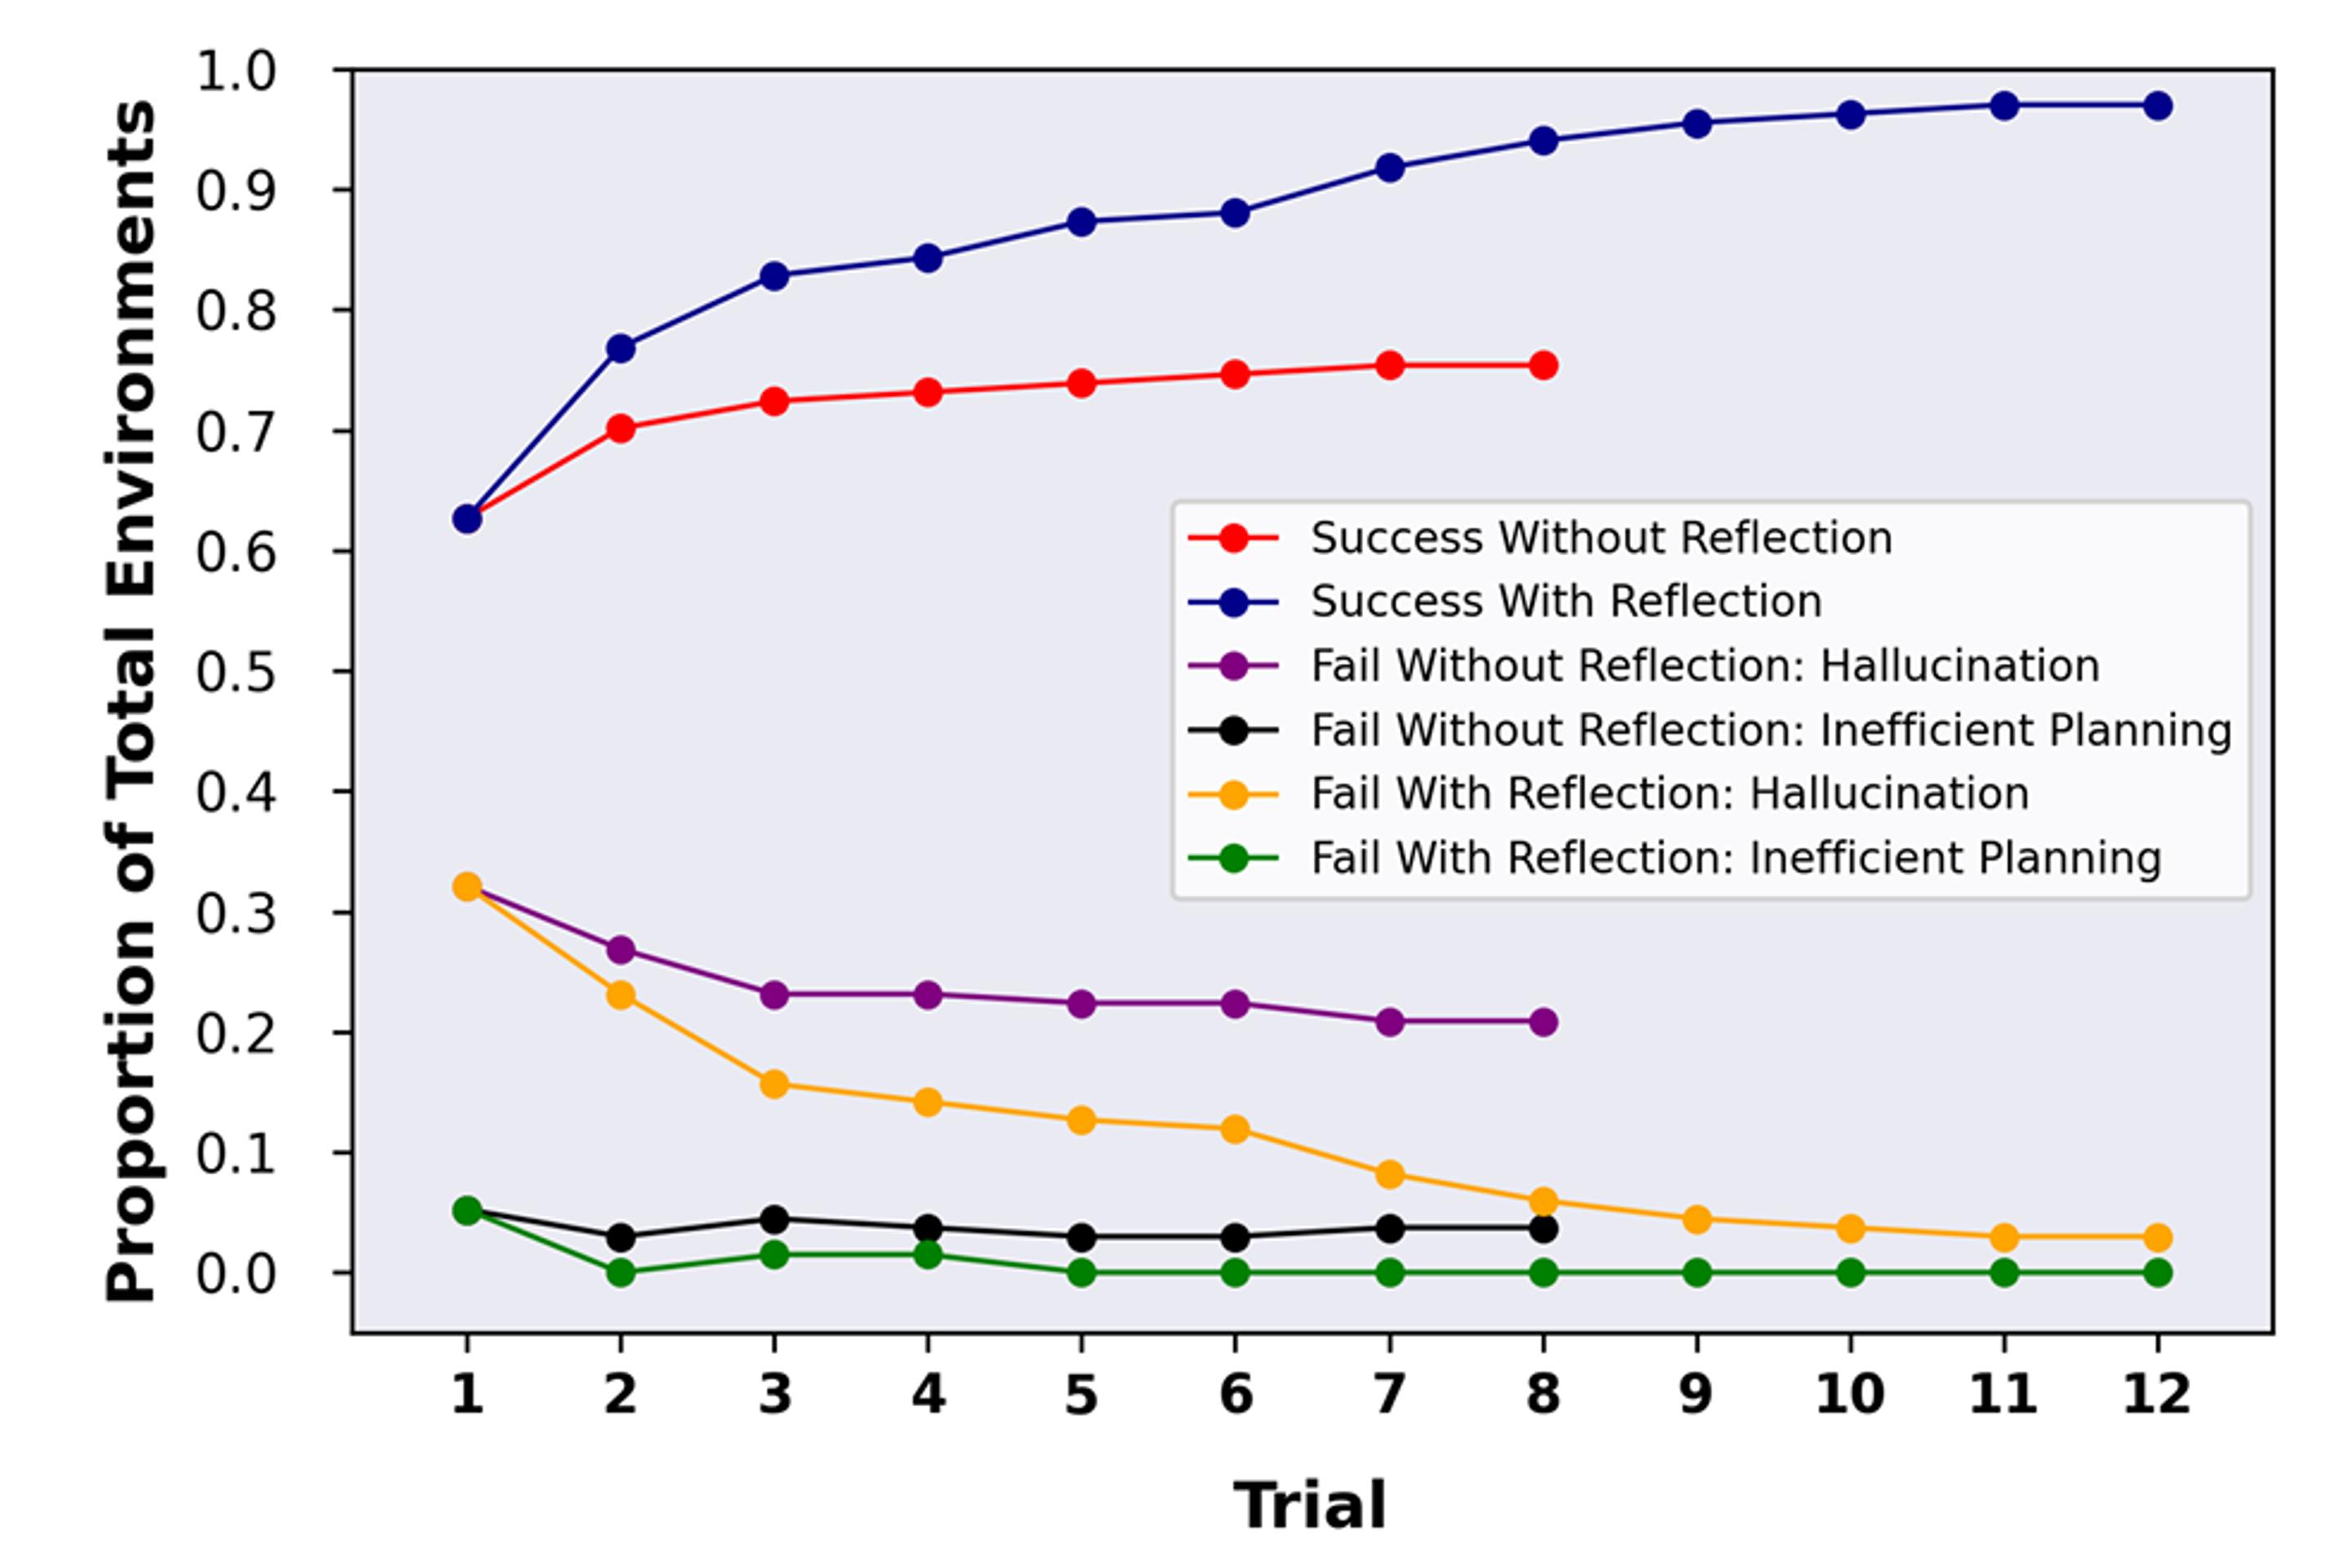 Proportion of Total Environments
1.0
0.9
0.8
0.7
0.6
0.5
0.4
0.3
0.2
0.1
0.0
Success Without Reflection
Success With Reflection
Fail Without Reflection: Hallucination
Fail Without Reflection: Inefficient Planning
Fail With Reflection: Hallucination
Fail With Reflection: Inefficient Planning
1 2 3 4 5 6 7 8 9 10 11 12
Trial